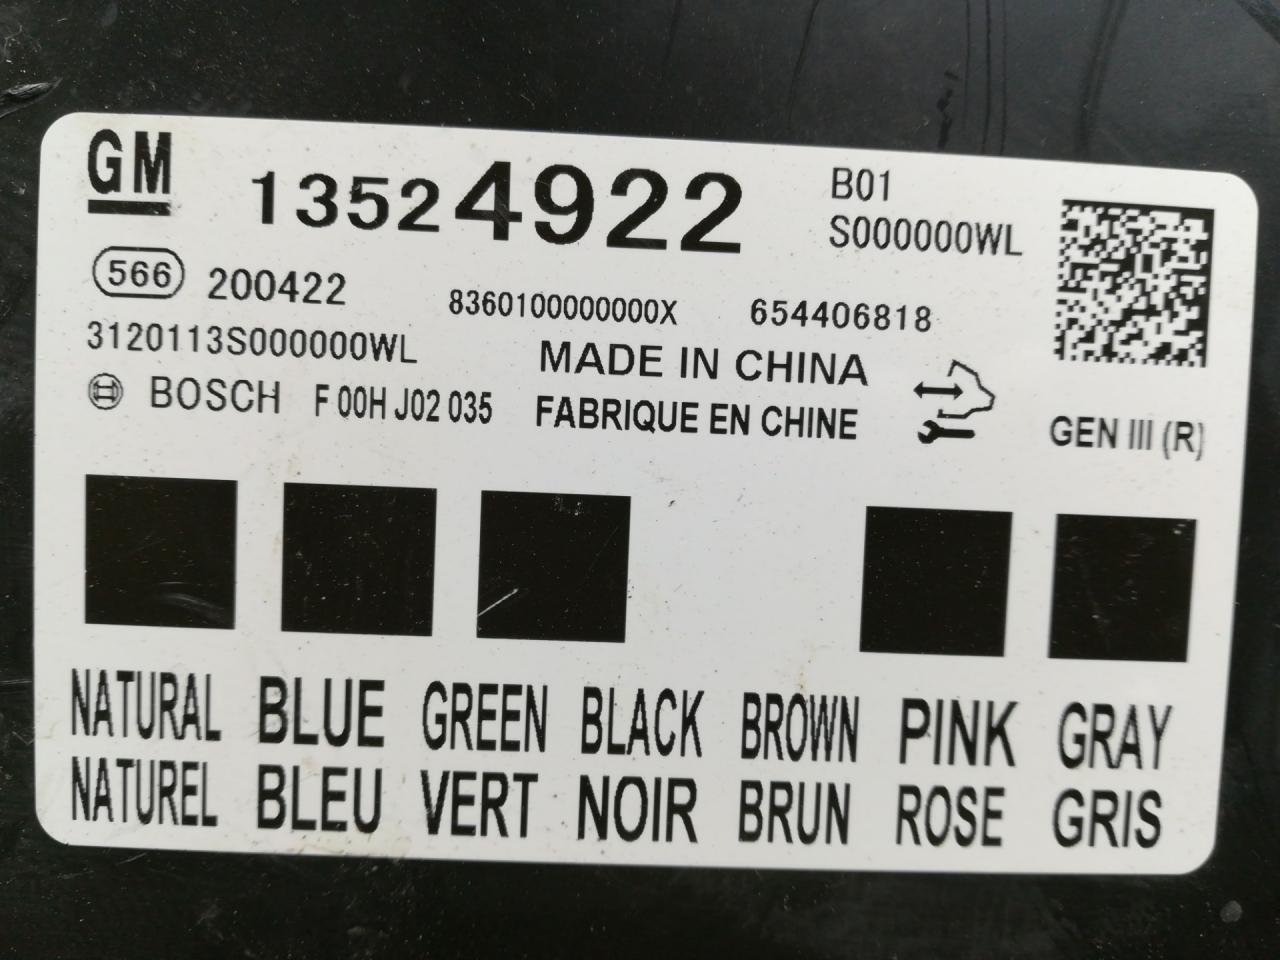 GM 13524922 B01
S000000WL
566 200422 8360100000000X 654406818
3120113S000000WL MADE IN CHINA
BOSCH F 00H J02 035 FABRIQUE EN CHINE GEN III (R)
NATURAL BLUE GREEN BLACK BROWN PINK GRAY
NATUREL BLEU VERT NOIR BRUN ROSE GRIS